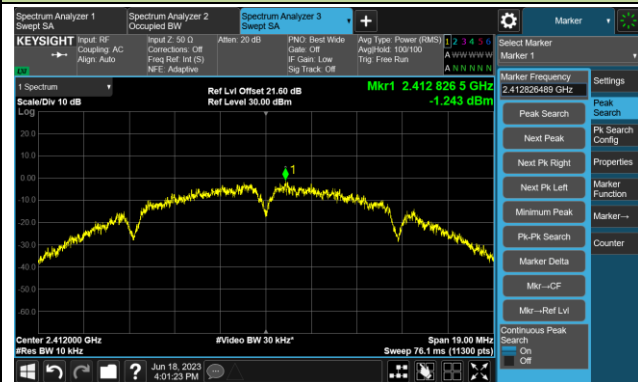 Spectrum Analyzer 1
Swept SA
Spectrum Analyzer 2
Occupied BW
Spectrum Analyzer 3
Swept SA
Marker
KEYSIGHT
Input: RF
Coupling: AC
Align: Auto
Input Z: 50 Ω
Corrections: Off
Freq Ref: Int (S)
NFE: Adaptive
Atten: 20 dB
PNO: Best Wide
Gate: Off
IF Gain: Low
Sig Track: Off
Avg Type: Power (RMS)
Avg|Hold: 100/100
Trig: Free Run
1 2 3 4 5 6
A W W W W W
A N N N N N
LXI
Select Marker
Marker 1
1 Spectrum
Scale/Div 10 dB
Log
Ref Lvl Offset 21.60 dB
Ref Level 30.00 dBm
Mkr1 2.412 826 5 GHz
-1.243 dBm
20.0
10.0
0.00
-10.0
-20.0
-30.0
-40.0
-50.0
-60.0
1
Center 2.412000 GHz
#Res BW 10 kHz
#Video BW 30 kHz*
Span 19.00 MHz
Sweep 76.1 ms (11300 pts)
Marker Frequency
2.412826489 GHz
Peak Search
Next Peak
Next Pk Right
Next Pk Left
Minimum Peak
Pk-Pk Search
Marker Delta
Mkr→CF
Mkr→Ref Lvl
Continuous Peak
Search
On
Off
Settings
Peak
Search
Pk Search
Config
Properties
Marker
Function
Marker→
Counter
Jun 18, 2023
4:01:23 PM